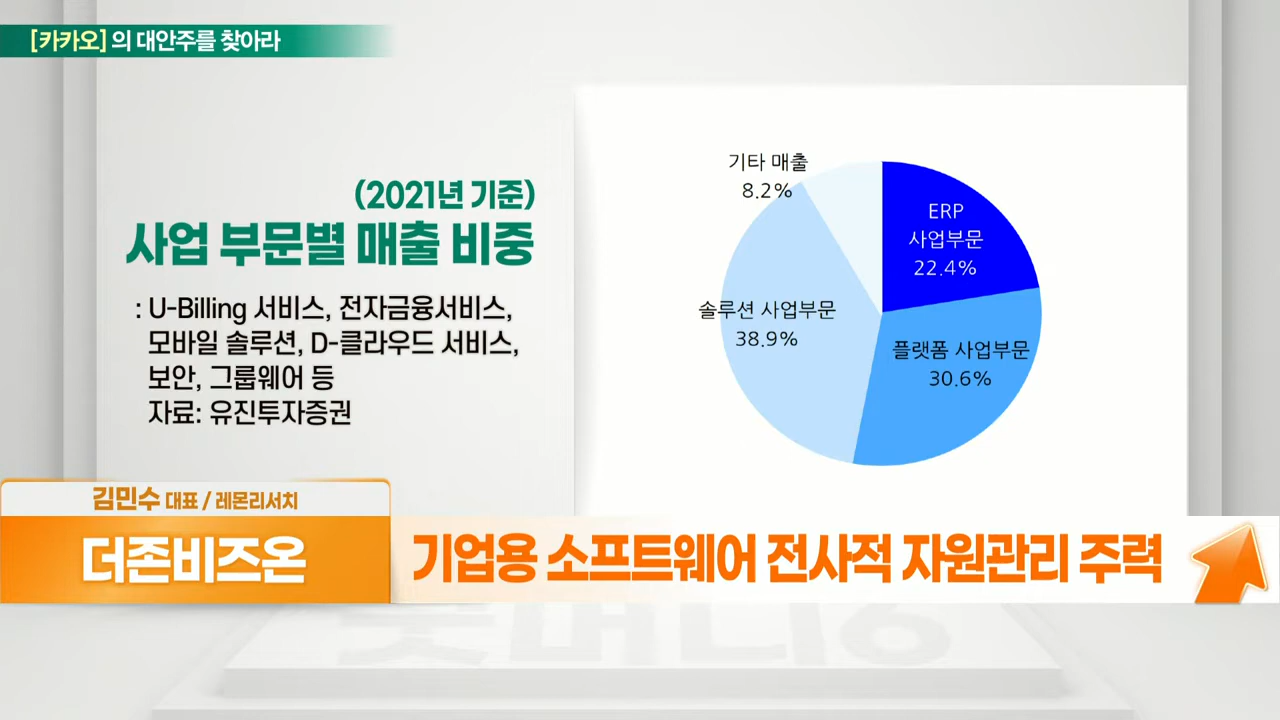 [카카오]의 대안주를 찾아라
(2021년 기준)
사업 부문별 매출 비중
: U-Billing 서비스, 전자금융서비스,
모바일 솔루션, D-클라우드 서비스,
보안, 그룹웨어 등
자료: 유진투자증권
기타 매출
8.2%
ERP
사업부문
22.4%
솔루션 사업부문
38.9%
플랫폼 사업부문
30.6%
김민수 대표 / 레몬리서치
더존비즈온
기업용 소프트웨어 전사적 자원관리 주력